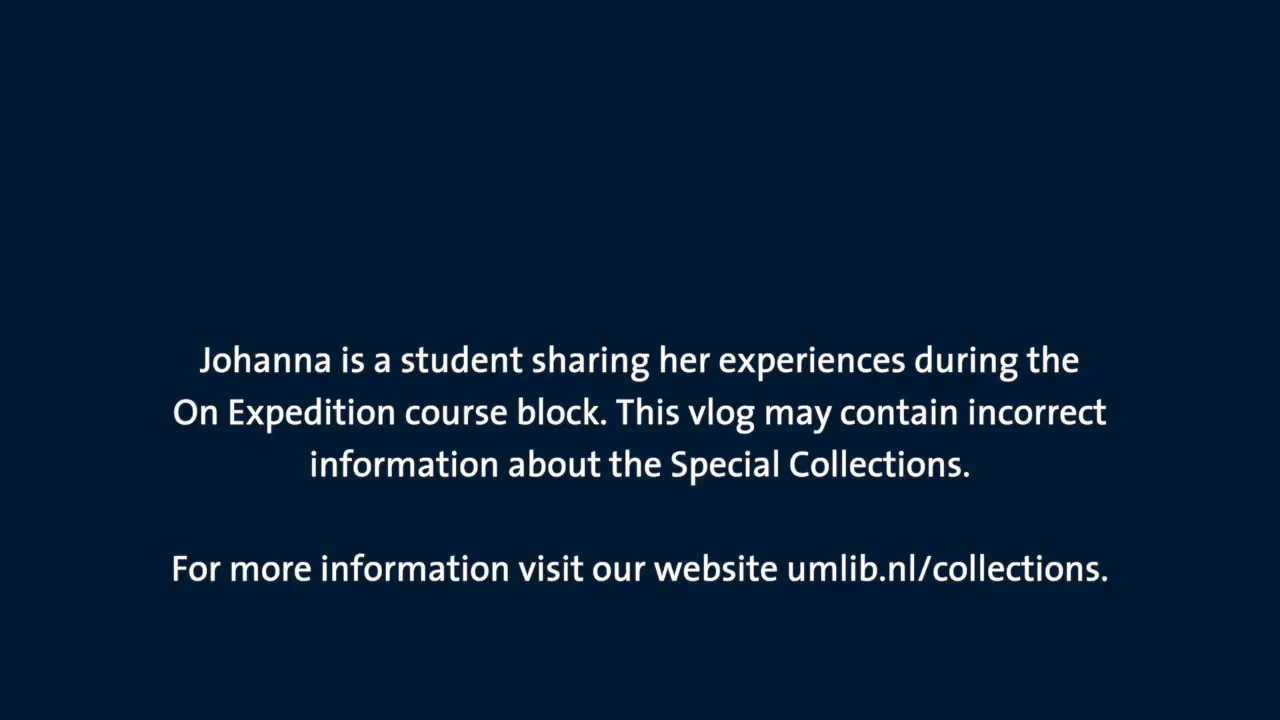 Johanna is a student sharing her experiences during the
On Expedition course block. This vlog may contain incorrect
information about the Special Collections.
For more information visit our website umlib.nl/collections.